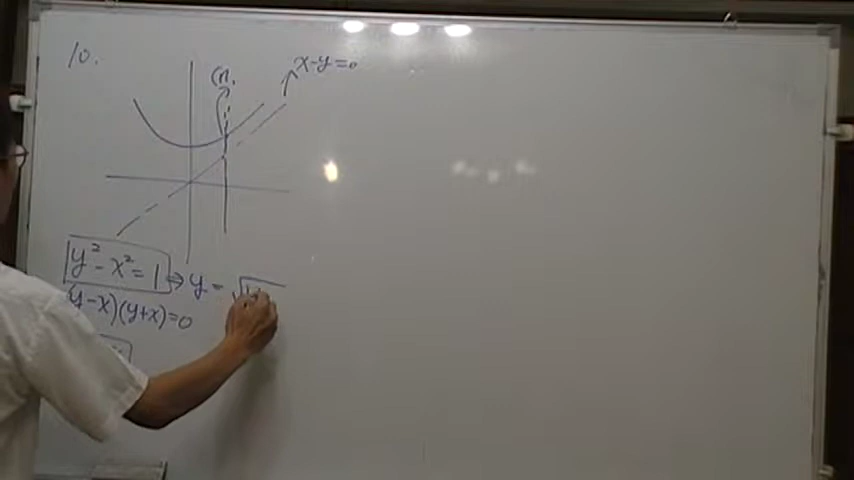 10.
(n,
x-y=0
y²-x²=1 ⇒ y=√
(y-x)(y+x)=0